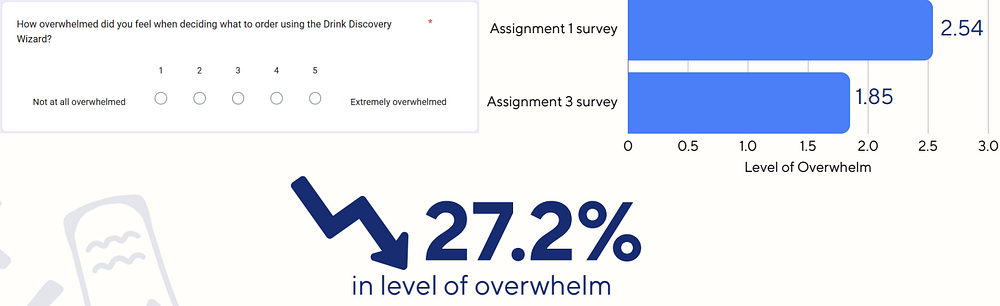 How overwhelmed did you feel when deciding what to order using the Drink Discovery *
Wizard?
1 2 3 4 5
Not at all overwhelmed Extremely overwhelmed
Assignment 1 survey 2.54
Assignment 3 survey 1.85
0 0.5 1.0 1.5 2.0 2.5 3.0
Level of Overwhelm
27.2%
in level of overwhelm